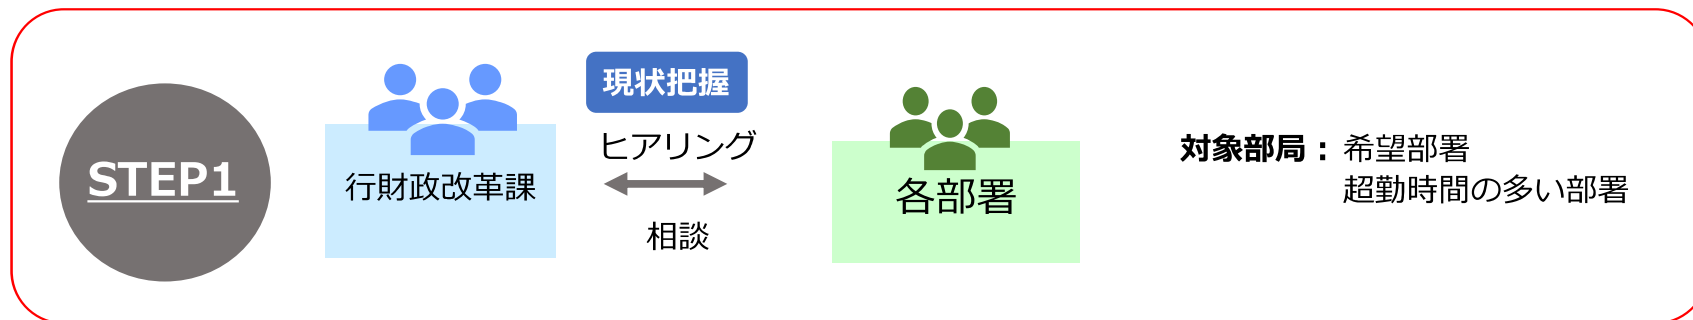 STEP1
行財政改革課
現状把握
ヒアリング
相談
各部署
対象部局：希望部署
超勤時間の多い部署